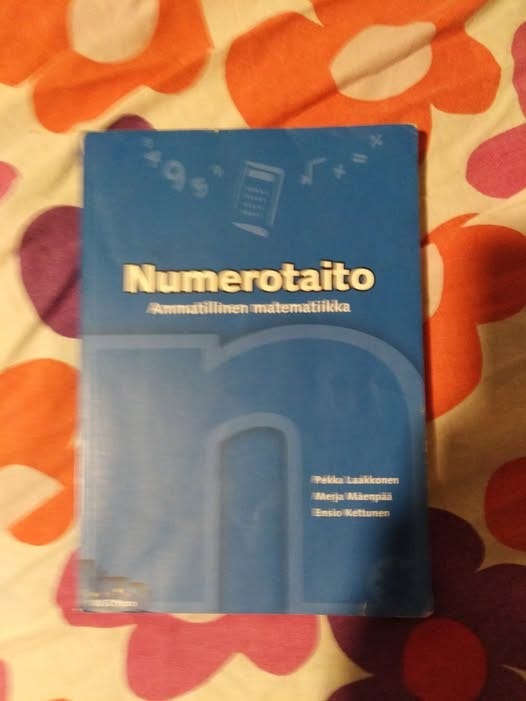 Numerotaito
Ammatillinen matematiikka
Pekka Laakkonen
Merja Mäenpää
Ensio Kettunen